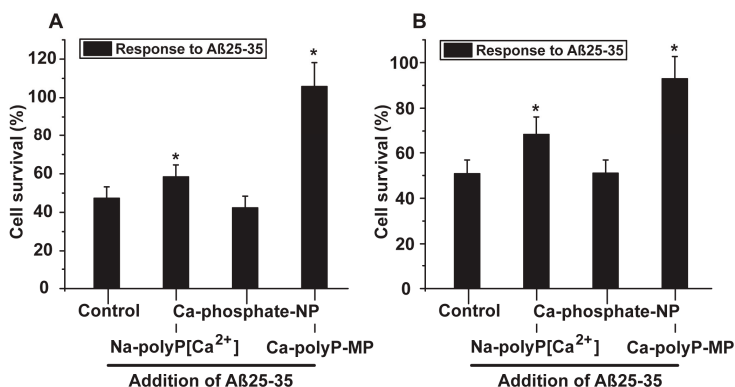 A
Response to Aß25-35
Cell survival (%)
120
100
80
60
40
20
0
*
*
Control
Ca-phosphate-NP
Na-polyP[Ca2+]
Ca-polyP-MP
Addition of Aß25-35
B
Response to Aß25-35
Cell survival (%)
100
80
60
40
20
0
*
*
Control
Ca-phosphate-NP
Na-polyP[Ca2+]
Ca-polyP-MP
Addition of Aß25-35